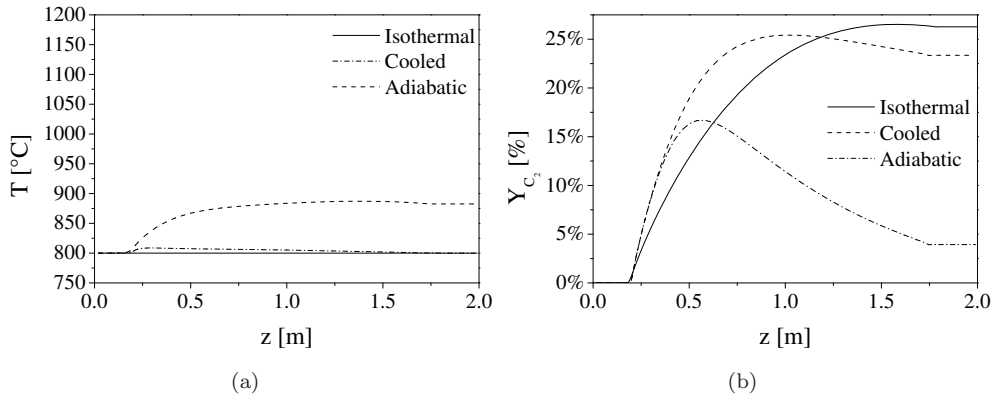 1200
1150
1100
1050
1000
950
900
850
800
750
T [°C]
0.0 0.5 1.0 1.5 2.0
z [m]
Isothermal
Cooled
Adiabatic
(a)
25%
20%
15%
10%
5%
0%
Y_{C_2} [%]
0.0 0.5 1.0 1.5 2.0
z [m]
Isothermal
Cooled
Adiabatic
(b)